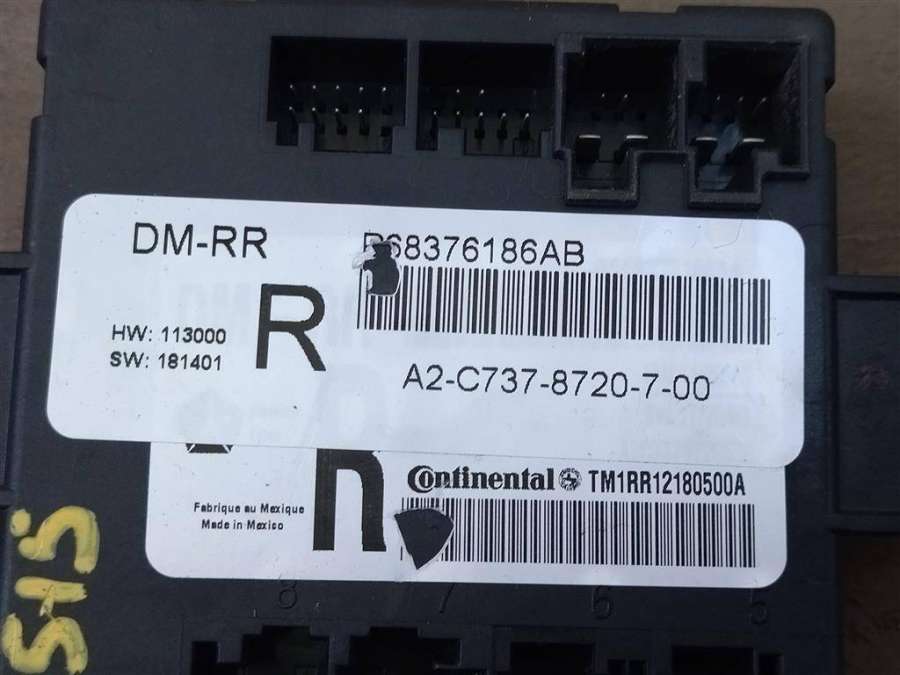 DM-RR
P68376186AB
HW: 113000
SW: 181401
R
A2-C737-8720-7-00
Continental TM1RR12180500A
Fabrique au Mexique
Made in Mexico
S15
8 7 6 5